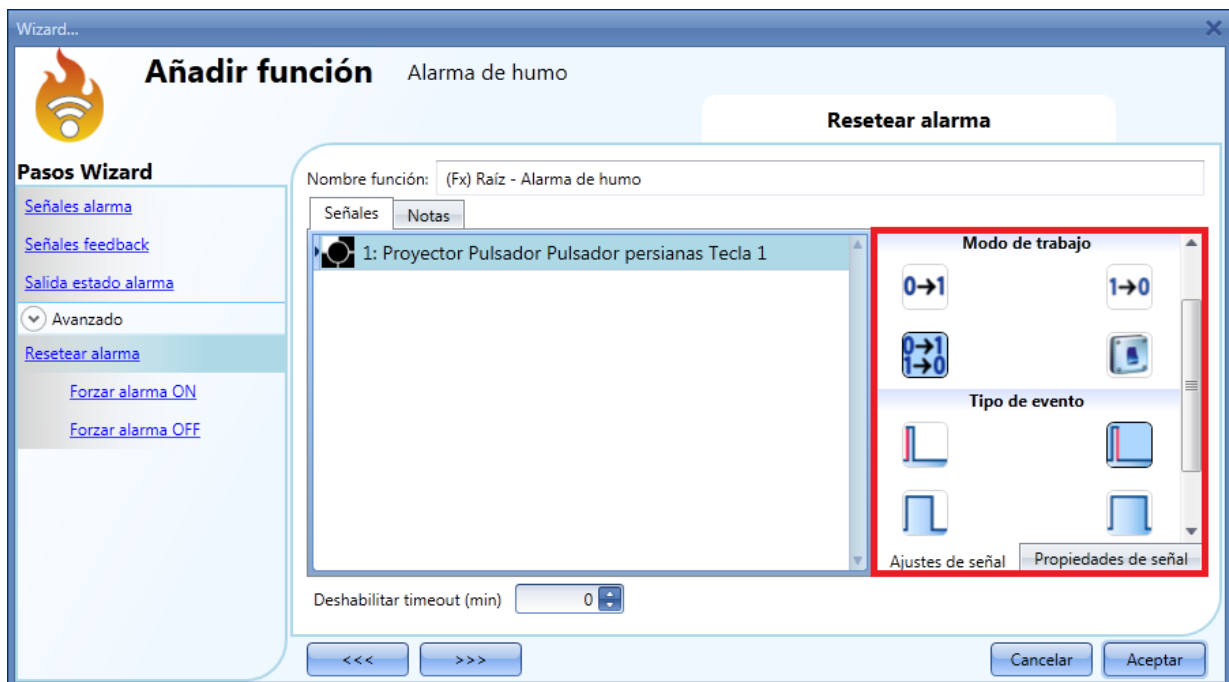 Wizard...
Añadir función
Alarma de humo
Resetear alarma
Pasos Wizard
Señales alarma
Señales feedback
Salida estado alarma
Avanzado
Resetear alarma
Forzar alarma ON
Forzar alarma OFF
Nombre función: (Fx) Raíz - Alarma de humo
Señales Notas
1: Proyector Pulsador Pulsador persianas Tecla 1
Modo de trabajo
0→1 1→0
0→1
1→0
Tipo de evento
Ajustes de señal Propiedades de señal
Deshabilitar timeout (min) 0
<<< >>> Cancelar Aceptar